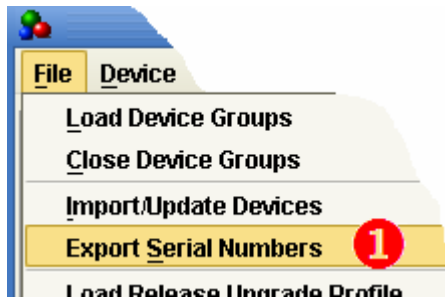 File Device
Load Device Groups
Close Device Groups
Import/Update Devices
Export Serial Numbers 1
Load Release Upgrade Profile